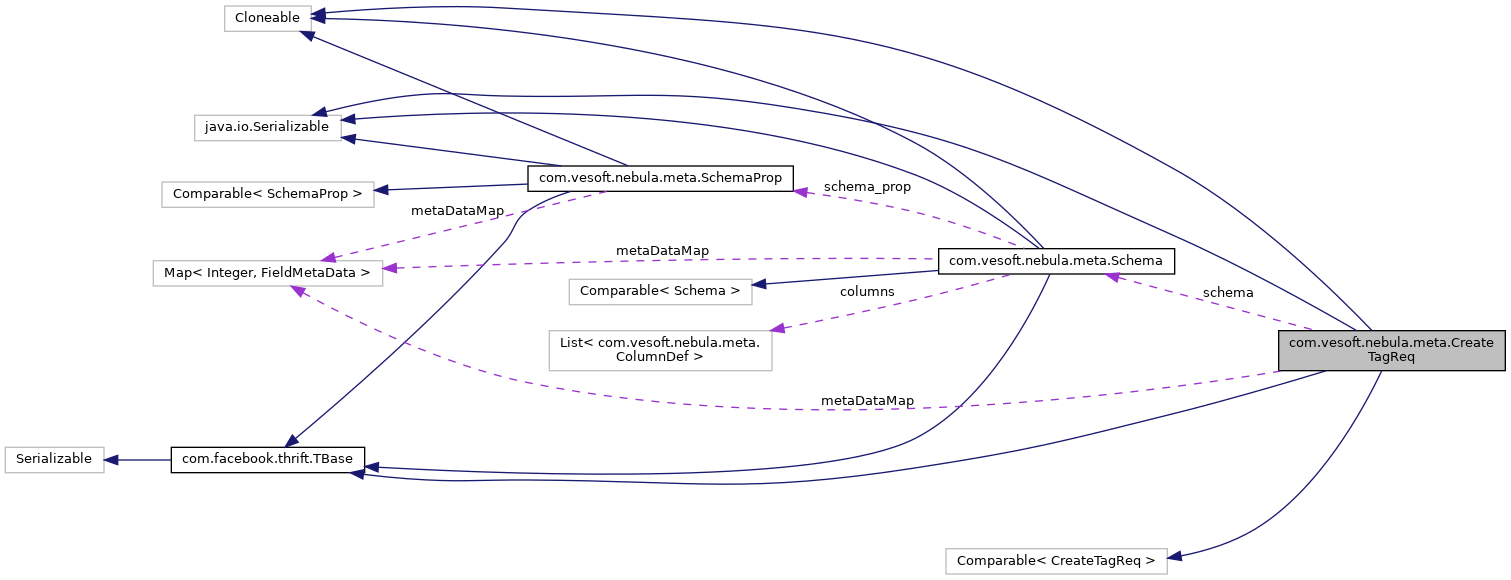 Cloneable
java.io.Serializable
com.vesoft.nebula.meta.SchemaProp
schema_prop
Comparable< SchemaProp >
metaDataMap
metaDataMap
com.vesoft.nebula.meta.Schema
Map< Integer, FieldMetaData >
Comparable< Schema >
columns
schema
List< com.vesoft.nebula.meta.
ColumnDef >
com.vesoft.nebula.meta.Create
TagReq
metaDataMap
Serializable
com.facebook.thrift.TBase
Comparable< CreateTagReq >